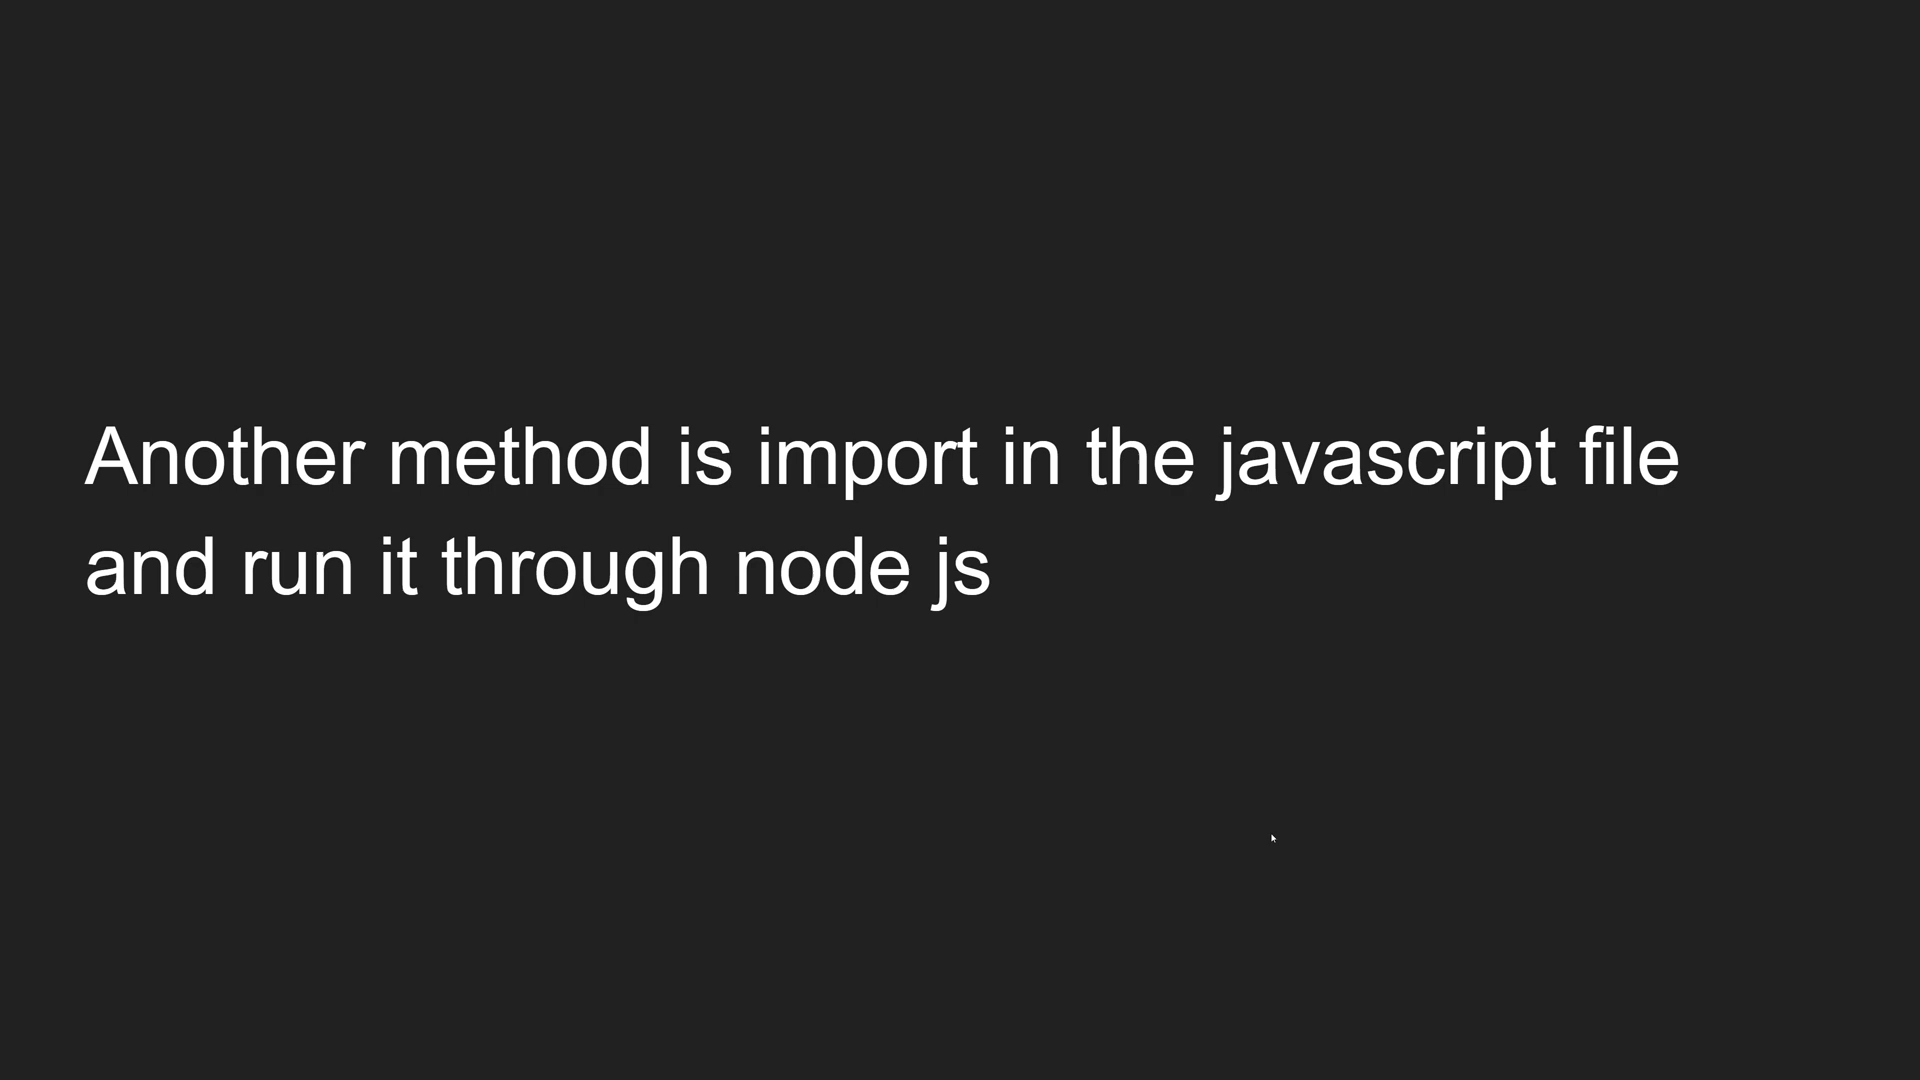 Another method is import in the javascript file
and run it through node js